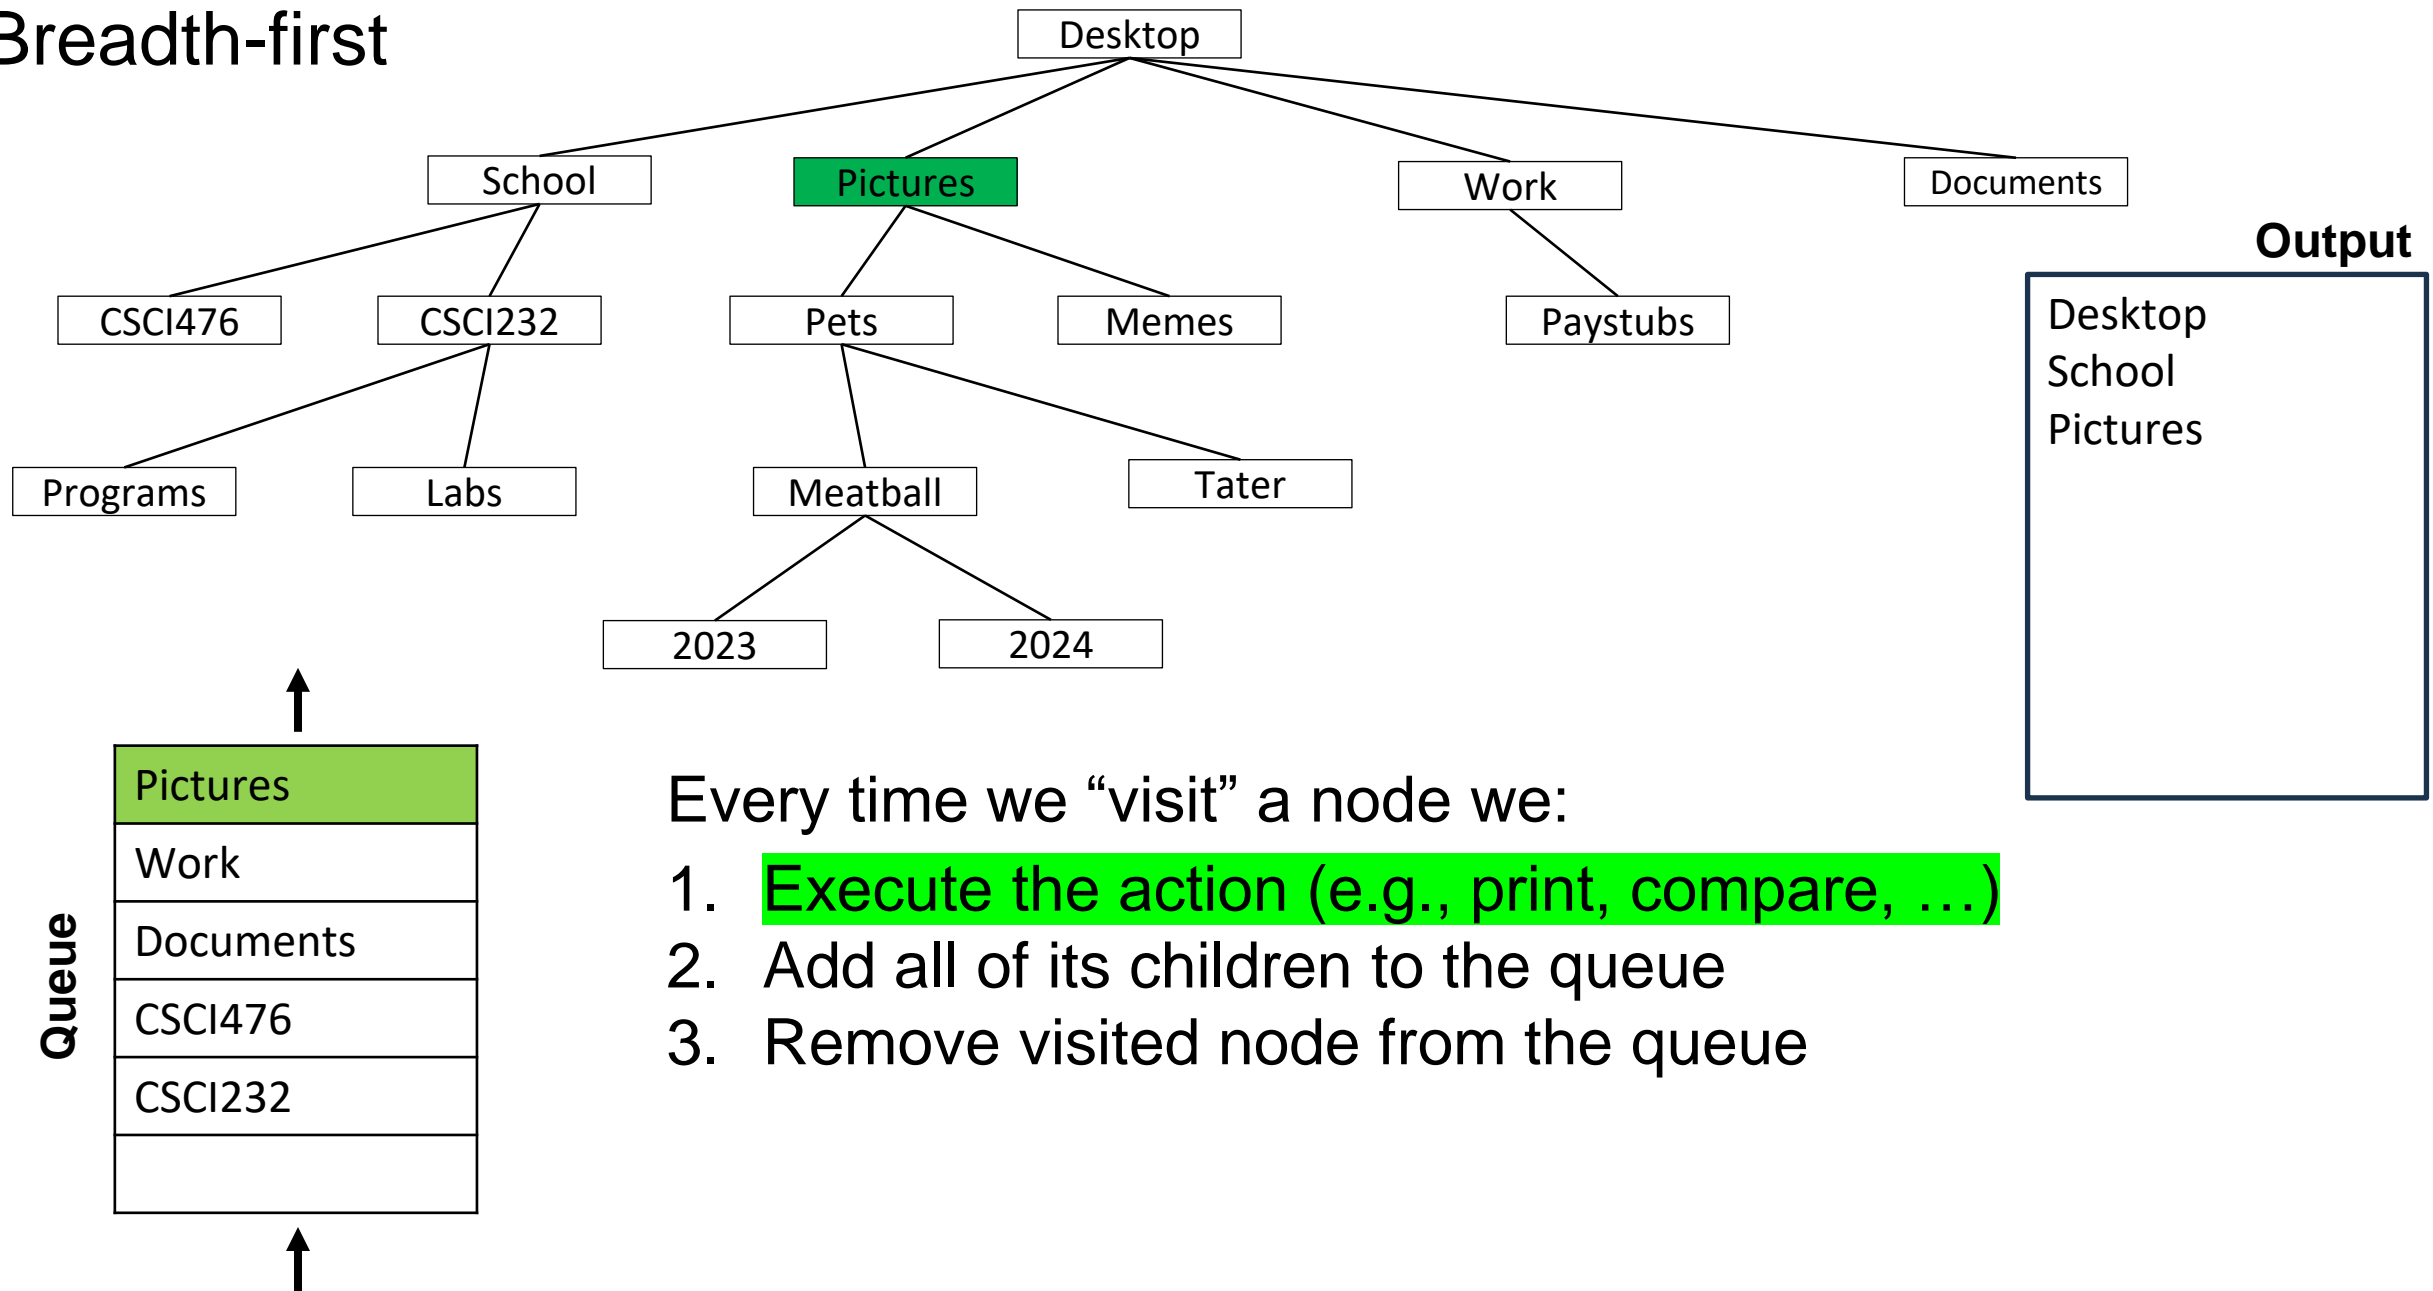 Breadth-first
Desktop
School
Pictures
Work
Documents
CSCI476
CSCI232
Pets
Memes
Paystubs
Programs
Labs
Meatball
Tater
2023
2024
Output
Desktop
School
Pictures
Queue
Pictures
Work
Documents
CSCI476
CSCI232
Every time we “visit” a node we:
1. Execute the action (e.g., print, compare, …)
2. Add all of its children to the queue
3. Remove visited node from the queue